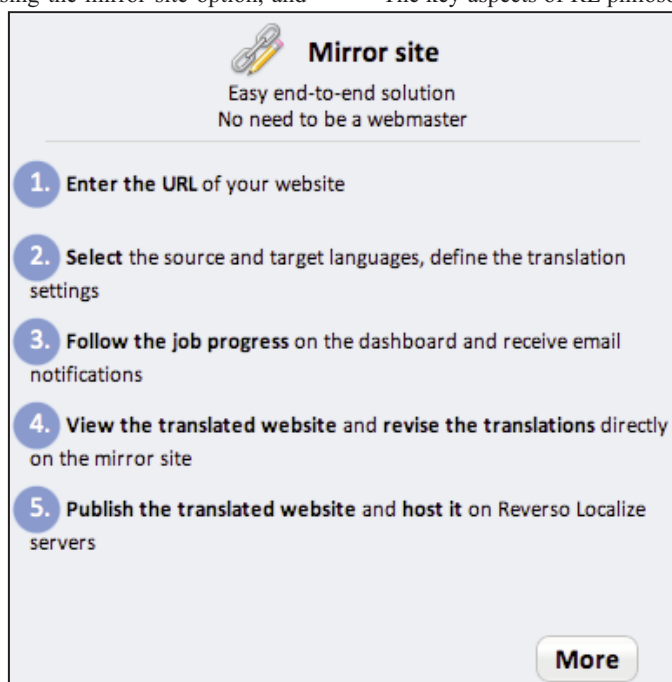 sing the mirror site option, and
The key aspects of RL philos
Mirror site
Easy end-to-end solution
No need to be a webmaster
1. Enter the URL of your website
2. Select the source and target languages, define the translation
settings
3. Follow the job progress on the dashboard and receive email
notifications
4. View the translated website and revise the translations directly
on the mirror site
5. Publish the translated website and host it on Reverso Localize
servers
More